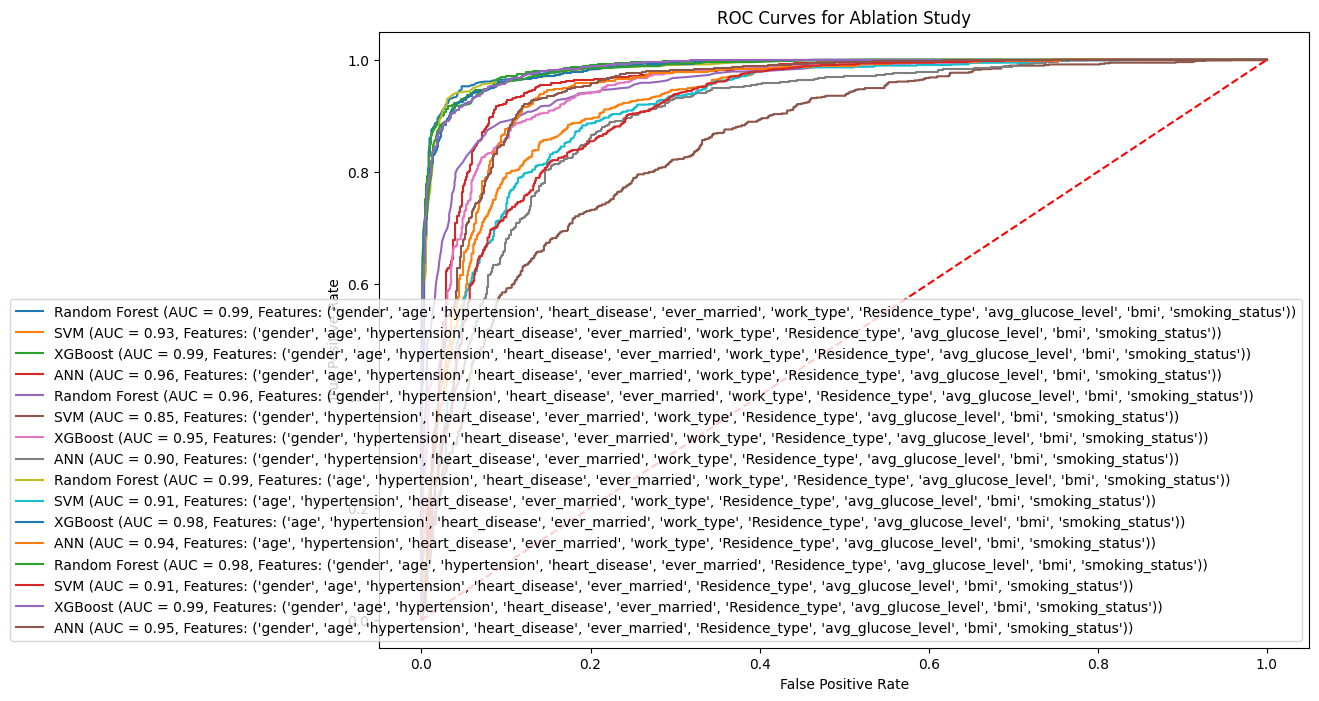 ROC Curves for Ablation Study
1.0
0.8
0.6
Random Forest (AUC = 0.99, Features: ('gender', 'age', 'hypertension', 'heart_disease', 'ever_married', 'work_type', 'Residence_type', 'avg_glucose_level', 'bmi', 'smoking_status'))
SVM (AUC = 0.93, Features: ('gender', 'age', 'hypertension', 'heart_disease', 'ever_married', 'work_type', 'Residence_type', 'avg_glucose_level', 'bmi', 'smoking_status'))
XGBoost (AUC = 0.99, Features: ('gender', 'age', 'hypertension', 'heart_disease', 'ever_married', 'work_type', 'Residence_type', 'avg_glucose_level', 'bmi', 'smoking_status'))
ANN (AUC = 0.96, Features: ('gender', 'age', 'hypertension', 'heart_disease', 'ever_married', 'work_type', 'Residence_type', 'avg_glucose_level', 'bmi', 'smoking_status'))
Random Forest (AUC = 0.96, Features: ('gender', 'hypertension', 'heart_disease', 'ever_married', 'work_type', 'Residence_type', 'avg_glucose_level', 'bmi', 'smoking_status'))
SVM (AUC = 0.85, Features: ('gender', 'hypertension', 'heart_disease', 'ever_married', 'work_type', 'Residence_type', 'avg_glucose_level', 'bmi', 'smoking_status'))
XGBoost (AUC = 0.95, Features: ('gender', 'hypertension', 'heart_disease', 'ever_married', 'work_type', 'Residence_type', 'avg_glucose_level', 'bmi', 'smoking_status'))
ANN (AUC = 0.90, Features: ('gender', 'hypertension', 'heart_disease', 'ever_married', 'work_type', 'Residence_type', 'avg_glucose_level', 'bmi', 'smoking_status'))
Random Forest (AUC = 0.99, Features: ('age', 'hypertension', 'heart_disease', 'ever_married', 'work_type', 'Residence_type', 'avg_glucose_level', 'bmi', 'smoking_status'))
SVM (AUC = 0.91, Features: ('age', 'hypertension', 'heart_disease', 'ever_married', 'work_type', 'Residence_type', 'avg_glucose_level', 'bmi', 'smoking_status'))
0.2
XGBoost (AUC = 0.98, Features: ('age', 'hypertension', 'heart_disease', 'ever_married', 'work_type', 'Residence_type', 'avg_glucose_level', 'bmi', 'smoking_status'))
ANN (AUC = 0.94, Features: ('age', 'hypertension', 'heart_disease', 'ever_married', 'work_type', 'Residence_type', 'avg_glucose_level', 'bmi', 'smoking_status'))
Random Forest (AUC = 0.98, Features: ('gender', 'age', 'hypertension', 'heart_disease', 'ever_married', 'Residence_type', 'avg_glucose_level', 'bmi', 'smoking_status'))
SVM (AUC = 0.91, Features: ('gender', 'age', 'hypertension', 'heart_disease', 'ever_married', 'Residence_type', 'avg_glucose_level', 'bmi', 'smoking_status'))
XGBoost (AUC = 0.99, Features: ('gender', 'age', 'hypertension', 'heart_disease', 'ever_married', 'Residence_type', 'avg_glucose_level', 'bmi', 'smoking_status'))
ANN (AUC = 0.95, Features: ('gender', 'age', 'hypertension', 'heart_disease', 'ever_married', 'Residence_type', 'avg_glucose_level', 'bmi', 'smoking_status'))
0.0
0.0 0.2 0.4 0.6 0.8 1.0
False Positive Rate
True Positive Rate